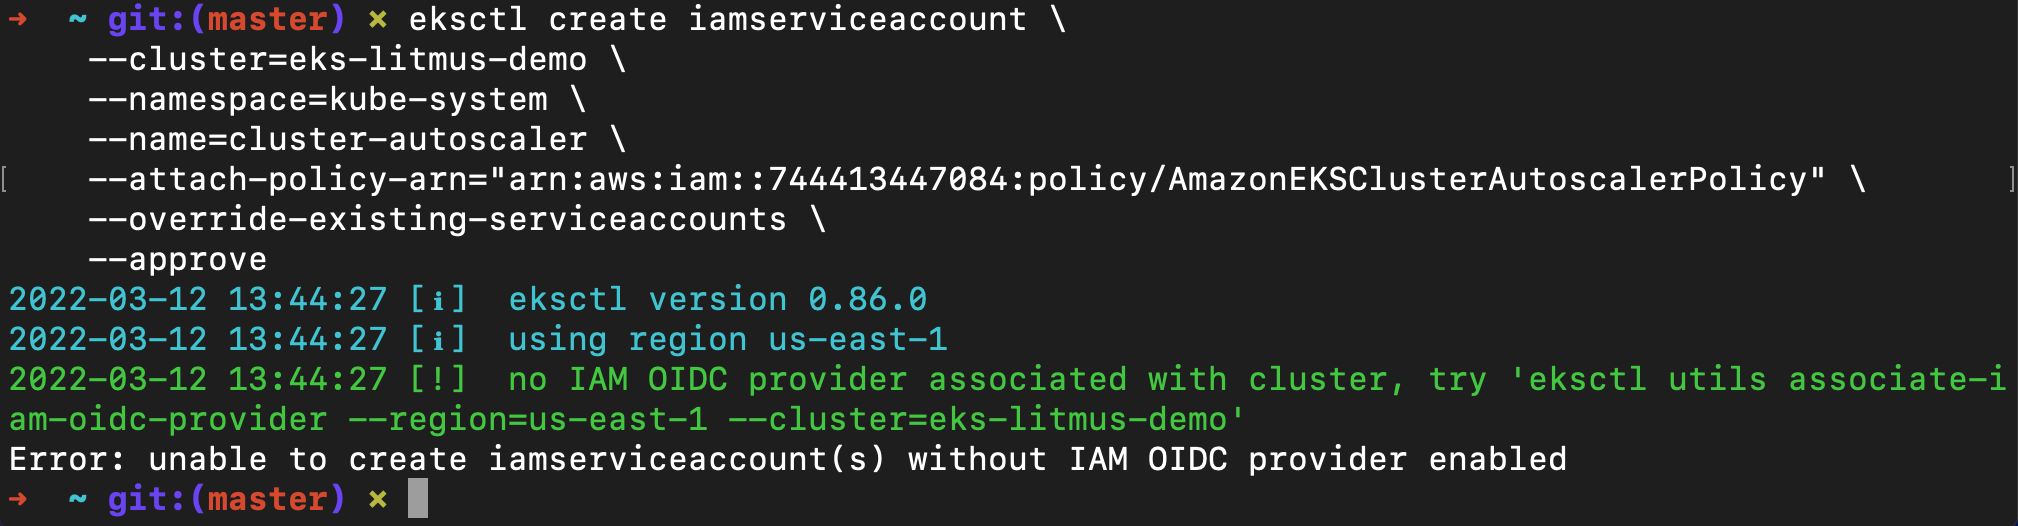 ➜  ~ git:(master) ✗ eksctl create iamserviceaccount \
    --cluster=eks-litmus-demo \
    --namespace=kube-system \
    --name=cluster-autoscaler \
[    --attach-policy-arn="arn:aws:iam::744413447084:policy/AmazonEKSClusterAutoscalerPolicy" \ ]
    --override-existing-serviceaccounts \
    --approve
2022-03-12 13:44:27 [ℹ]  eksctl version 0.86.0
2022-03-12 13:44:27 [ℹ]  using region us-east-1
2022-03-12 13:44:27 [!]  no IAM OIDC provider associated with cluster, try 'eksctl utils associate-i
am-oidc-provider --region=us-east-1 --cluster=eks-litmus-demo'
Error: unable to create iamserviceaccount(s) without IAM OIDC provider enabled
➜  ~ git:(master) ✗